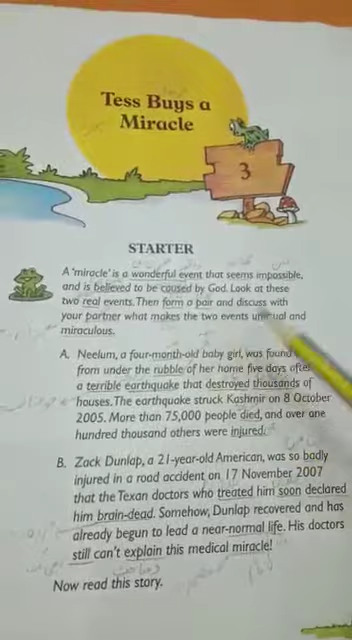 Tess Buys a
Miracle
3
STARTER
A 'miracle' is a wonderful event that seems impossible,
and is believed to be caused by God. Look at these
two real events. Then form a pair and discuss with
your partner what makes the two events unusual and
miraculous.
A. Neelum, a four-month-old baby girl, was found
from under the rubble of her home five days after
a terrible earthquake that destroyed thousands of
houses. The earthquake struck Kashmir on 8 October
2005. More than 75,000 people died, and over one
hundred thousand others were injured.
B. Zack Dunlap, a 21-year-old American, was so badly
injured in a road accident on 17 November 2007
that the Texan doctors who treated him soon declared
him brain-dead. Somehow, Dunlap recovered and has
already begun to lead a near-normal life. His doctors
still can't explain this medical miracle!
Now read this story.